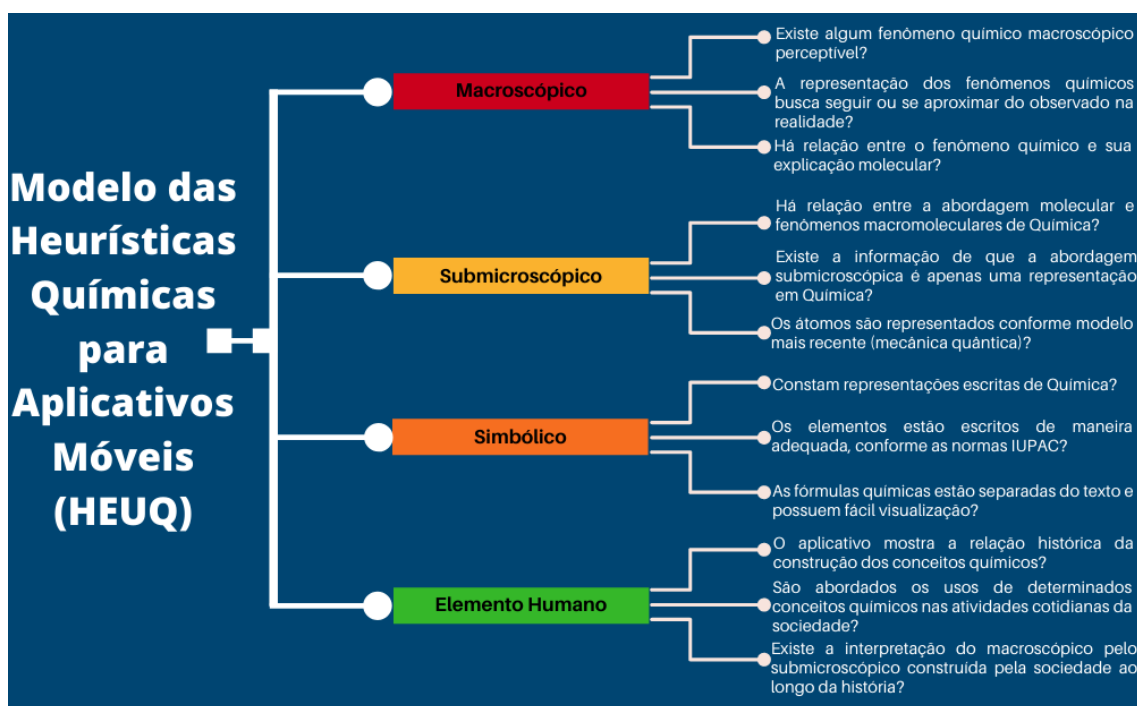 Modelo das
Heurísticas
Químicas
para
Aplicativos
Móveis
(HEUQ)
Macroscópico
Existe algum fenômeno químico macroscópico
perceptível?
A representação dos fenômenos químicos
busca seguir ou se aproximar do observado na
realidade?
Há relação entre o fenômeno químico e sua
explicação molecular?
Submicroscópico
Há relação entre a abordagem molecular e
fenômenos macromoleculares de Química?
Existe a informação de que a abordagem
submicroscópica é apenas uma representação
em Química?
Os átomos são representados conforme modelo
mais recente (mecânica quântica)?
Simbólico
Constam representações escritas de Química?
Os elementos estão escritos de maneira
adequada, conforme as normas IUPAC?
As fórmulas químicas estão separadas do texto e
possuem fácil visualização?
Elemento Humano
O aplicativo mostra a relação histórica da
construção dos conceitos químicos?
São abordados os usos de determinados
conceitos químicos nas atividades cotidianas da
sociedade?
Existe a interpretação do macroscópico pelo
submicroscópico construída pela sociedade ao
longo da história?